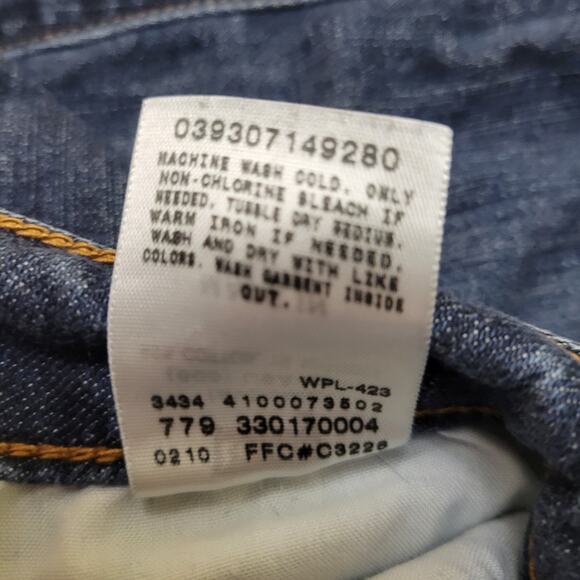 039307149280
MACHINE WASH COLD. ONLY
NON-CHLORINE BLEACH IF
NEEDED. TUMBLE DRY MEDIUM.
WARM IRON IF NEEDED.
WASH AND DRY WITH LIKE
COLORS. WASH GARMENT INSIDE
OUT.
WPL-423
3434 4100073502
779 330170004
0210 FFC#C3226